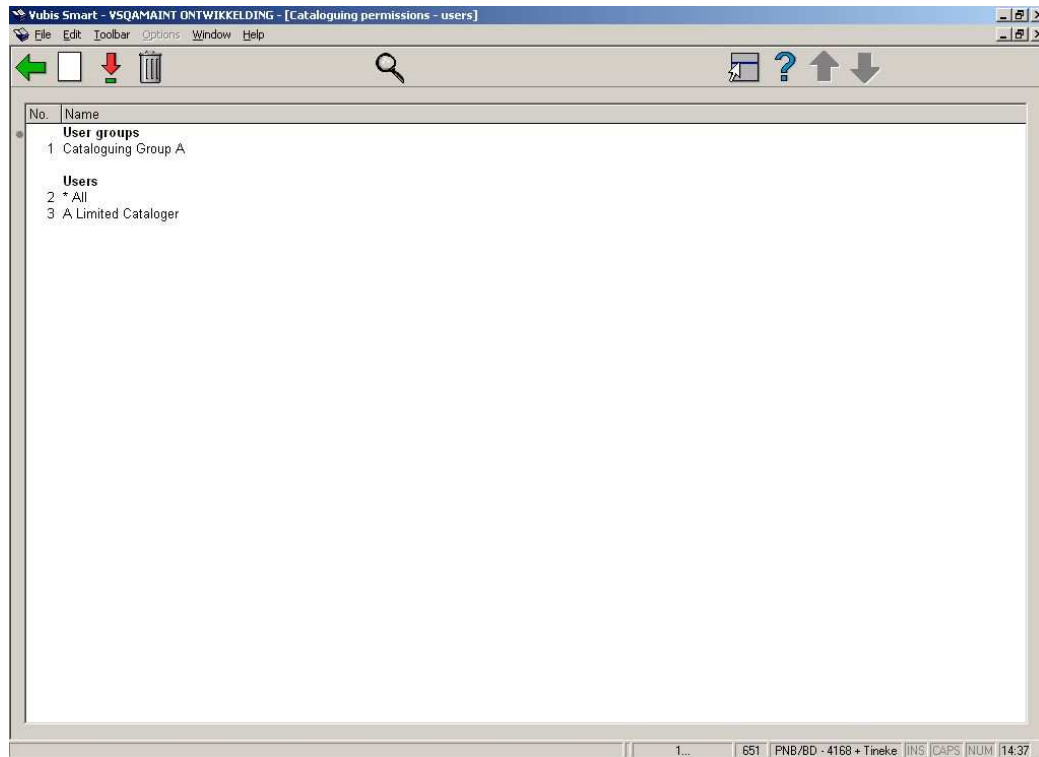 Vubis Smart - VSQAMAINT ONTWIKKELDING - [Cataloguing permissions - users]
File Edit Toolbar Options Window Help
No. Name
User groups
1 Cataloguing Group A
Users
2 * All
3 A Limited Cataloger
1... 651 PNB/BD - 4168 + Tineke INS CAPS NUM 14:37